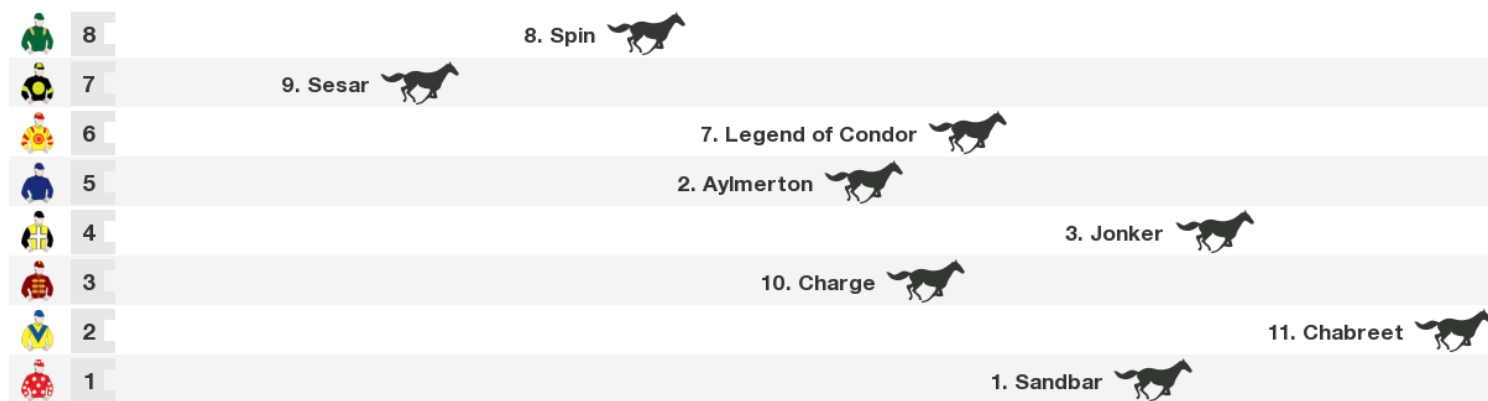 8 8. Spin
7 9. Sesar
6 7. Legend of Condor
5 2. Aylmerton
4 3. Jonker
3 10. Charge
2 11. Chabreet
1 1. Sandbar